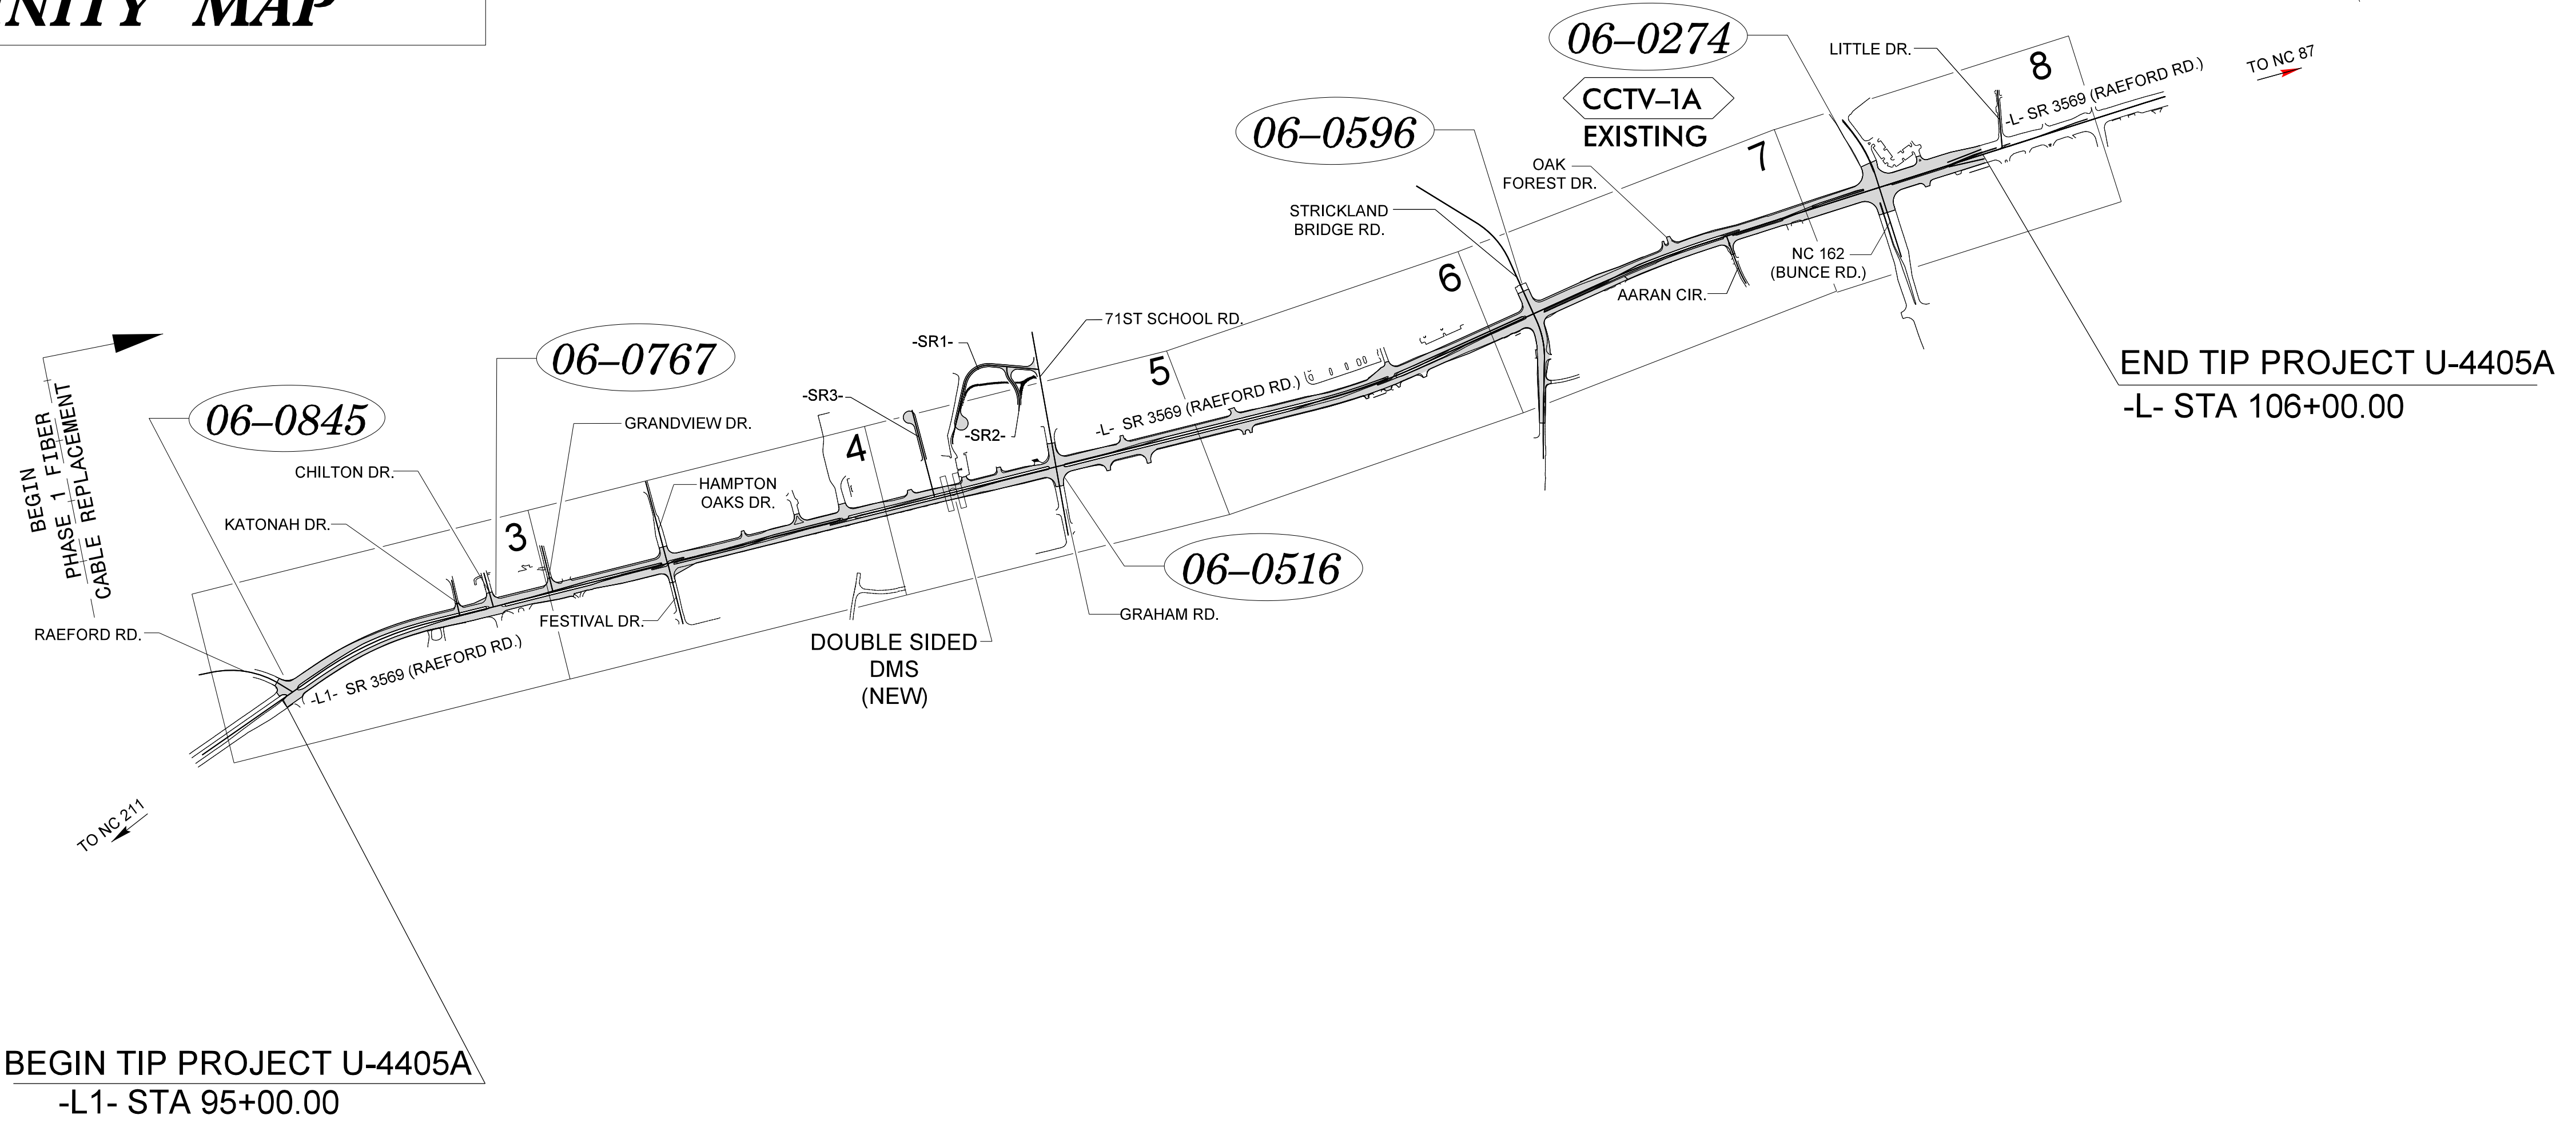 MAP
06–0274
CCTV–1A
EXISTING
LITTLE DR.
8
-L- SR 3569 (RAEFORD RD.)
TO NC 87
06–0596
OAK
FOREST DR.
7
STRICKLAND
BRIDGE RD.
6
NC 162
(BUNCE RD.)
AARAN CIR.
71ST SCHOOL RD.
-SR1-
5
-L- SR 3569 (RAEFORD RD.)
END TIP PROJECT U-4405A
-L- STA 106+00.00
06–0767
-SR3-
-SR2-
06–0845
GRANDVIEW DR.
4
BEGIN
PHASE 1 FIBER
CABLE REPLACEMENT
CHILTON DR.
HAMPTON
OAKS DR.
KATONAH DR.
3
06–0516
FESTIVAL DR.
GRAHAM RD.
RAEFORD RD.
DOUBLE SIDED
DMS
(NEW)
-L1- SR 3569 (RAEFORD RD.)
TO NC 211
BEGIN TIP PROJECT U-4405A
-L1- STA 95+00.00